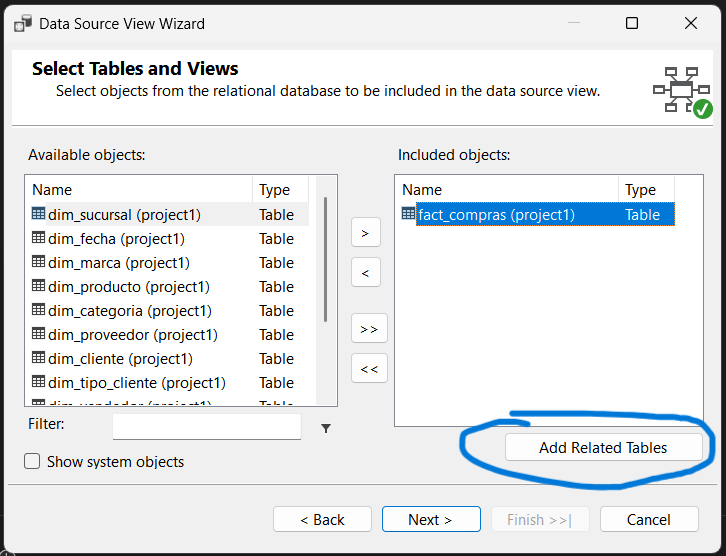 Data Source View Wizard
Select Tables and Views
Select objects from the relational database to be included in the data source view.
Available objects:
Name Type
dim_sucursal (project1) Table
dim_fecha (project1) Table
dim_marca (project1) Table
dim_producto (project1) Table
dim_categoria (project1) Table
dim_proveedor (project1) Table
dim_cliente (project1) Table
dim_tipo_cliente (project1) Table
Included objects:
Name Type
fact_compras (project1) Table
>
<
>>
<<
Filter:
Show system objects
Add Related Tables
< Back
Next >
Finish >>|
Cancel